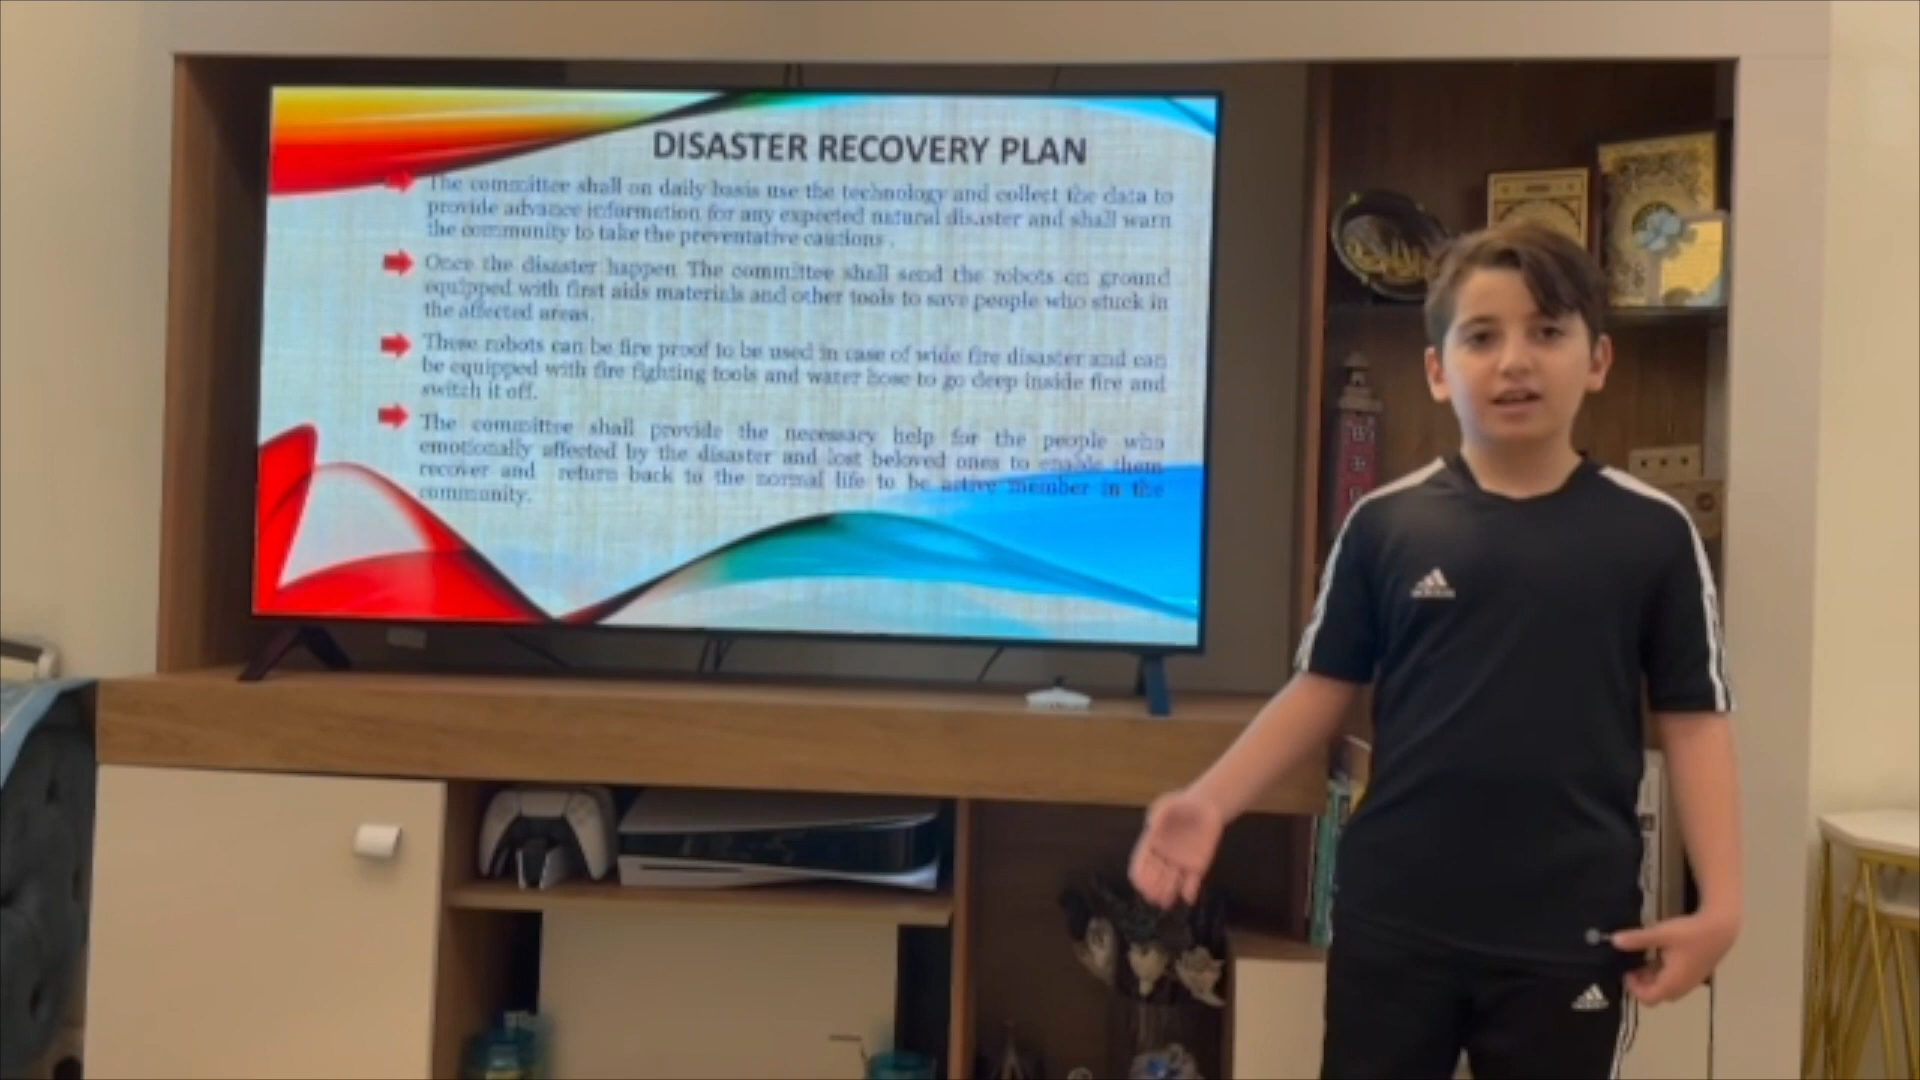 DISASTER RECOVERY PLAN
The committee shall on daily basis use the technology and collect the data to
provide advance information for any expected natural disaster and shall warn
the community to take the preventative cautions .
Once the disaster happen The committee shall send the robots on ground
equipped with first aids materials and other tools to save people who stuck in
the affected areas.
These robots can be fire proof to be used in case of wide fire disaster and can
be equipped with fire fighting tools and water hose to go deep inside fire and
switch it off.
The committee shall provide the necessary help for the people who
emotionally affected by the disaster and lost beloved ones to enable them
recover and return back to the normal life to be active member in the
community.